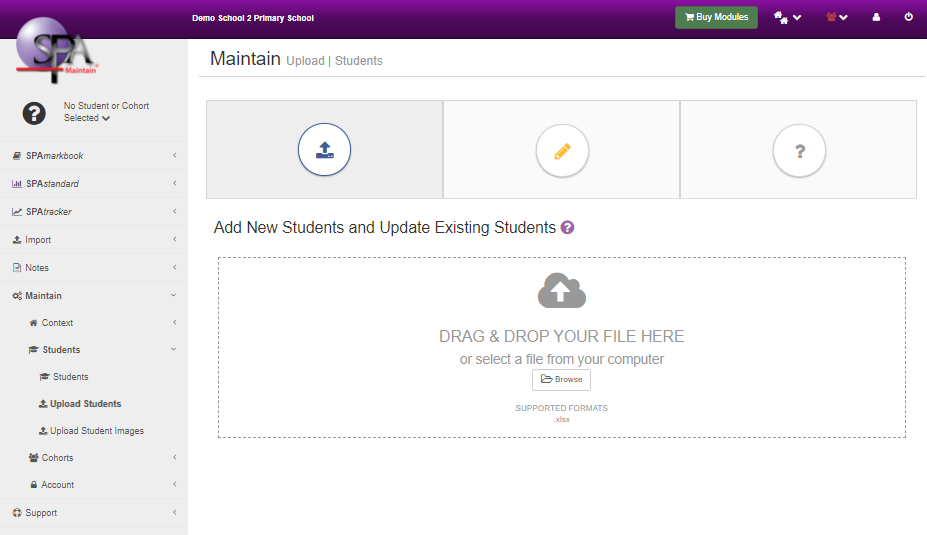 Demo School 2 Primary School
Buy Modules
SPA
Maintain
No Student or Cohort
Selected
Maintain Upload | Students
SPAmarkbook
SPAstandard
SPAtracker
Import
Notes
Maintain
Context
Students
Students
Upload Students
Upload Student Images
Cohorts
Account
Support
Add New Students and Update Existing Students
DRAG & DROP YOUR FILE HERE
or select a file from your computer
Browse
SUPPORTED FORMATS
.xlsx